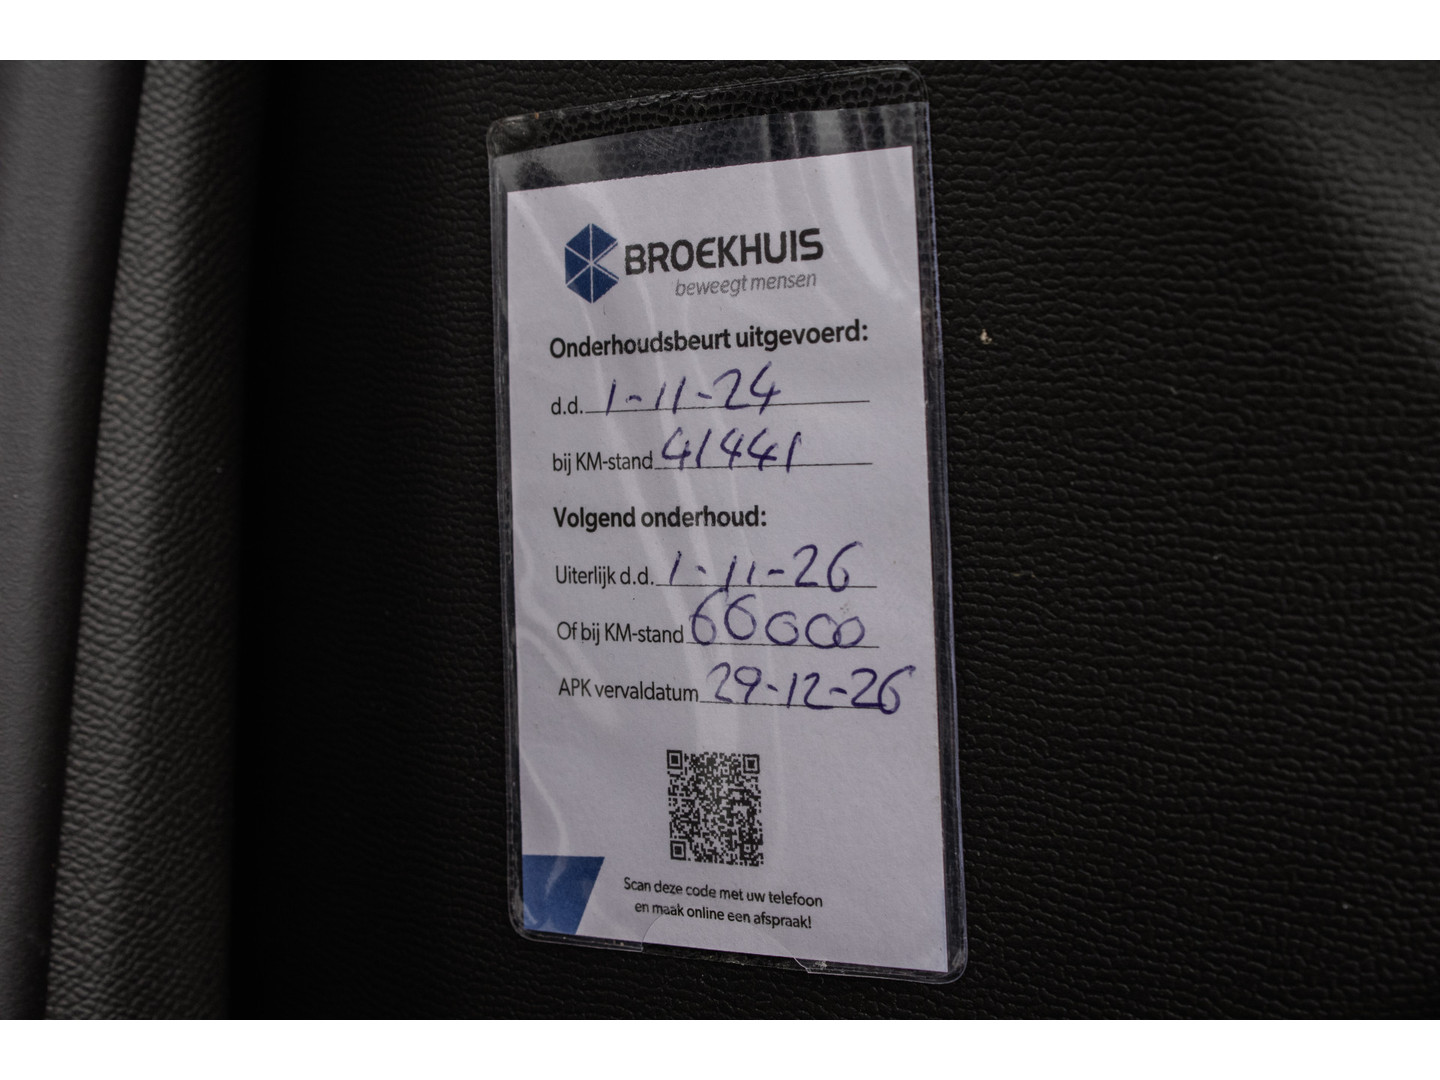 BROEKHUIS
beweegt mensen
Onderhoudsbeurt uitgevoerd:
d.d. 1-11-24
bij KM-stand 41441
Volgend onderhoud:
Uiterlijk d.d. 1-11-26
Of bij KM-stand 66000
APK vervaldatum 29-12-26
Scan deze code met uw telefoon
en maak online een afspraak!